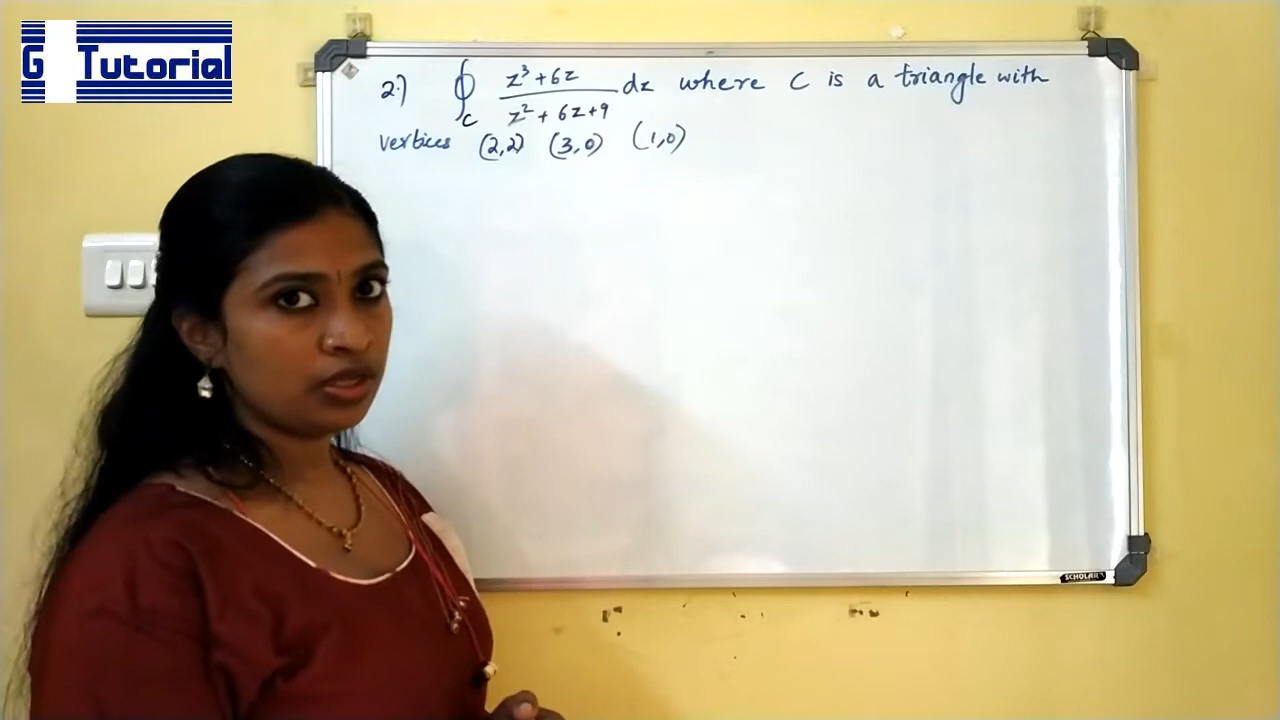 G Tutorial
2.) ∮_C (z³ + 6z)/(z² + 6z + 9) dz where C is a triangle with
vertices (2,2) (3,0) (1,0)
SCHOLAR